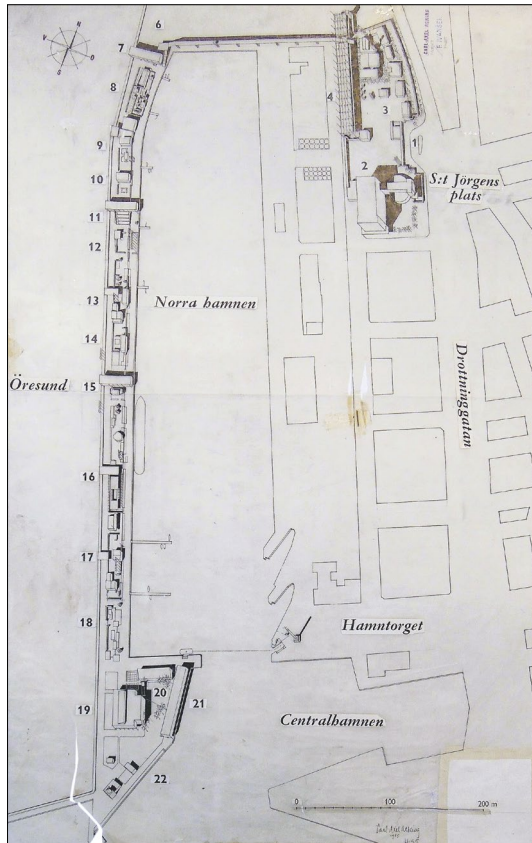 6
7
8
9
10
11
12
13
14
15
16
17
18
19
20
21
22
4
3
1
2
N
S
V
O
S:t Jörgens
plats
Norra hamnen
Öresund
Drottninggatan
Hamntorget
Centralhamnen
0 100 200 m